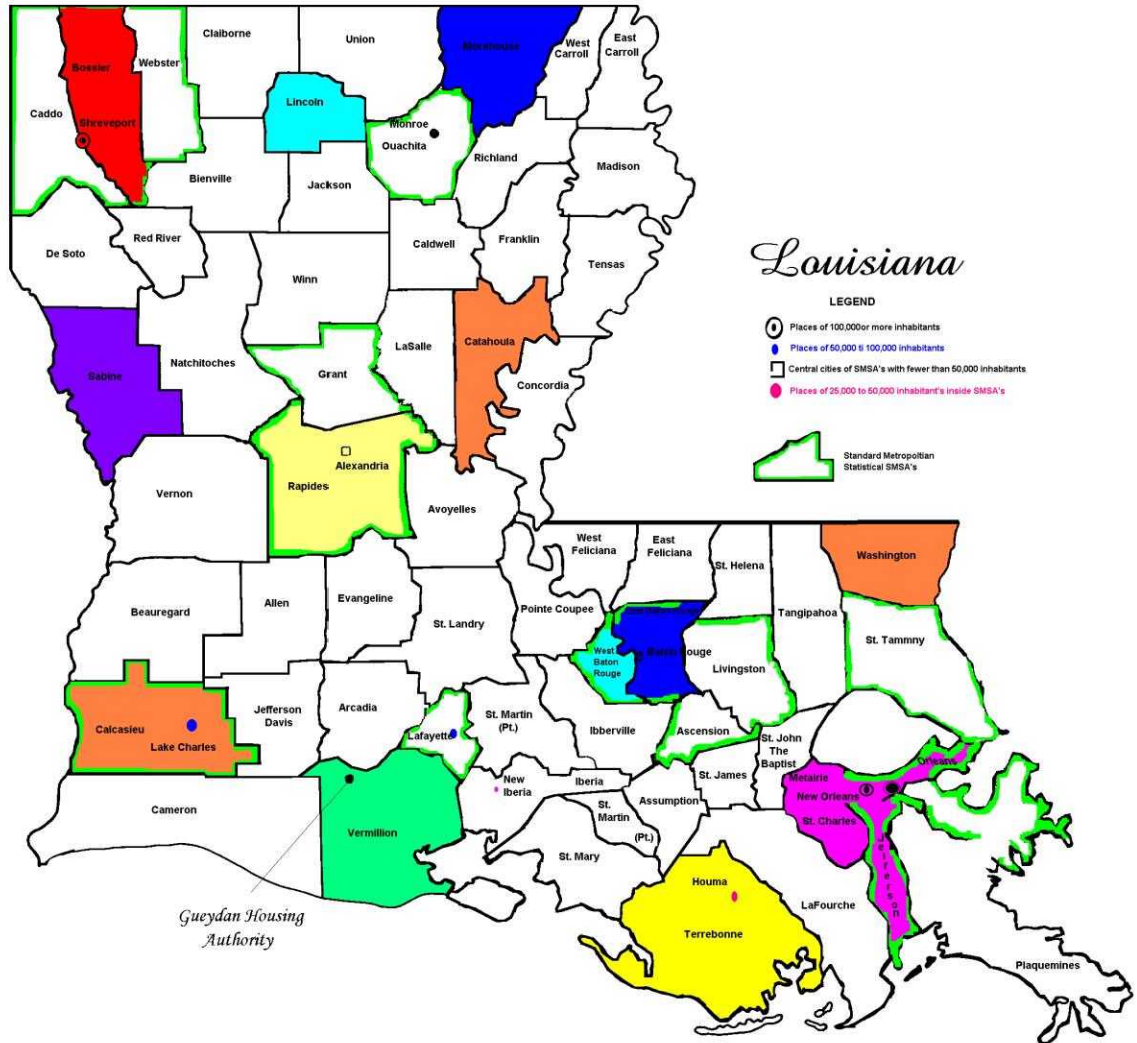 Claiborne
Union
Morehouse
West
Carroll
East
Carroll
Bossier
Webster
Lincoln
Caddo
Shreveport
Monroe
Ouachita
Richland
Madison
Bienville
Jackson
De Soto
Red River
Caldwell
Franklin
Tensas
Winn
Louisiana
LEGEND
Places of 100,000or more inhabitants
Places of 50,000 ti 100,000 inhabitants
Central cities of SMSA's with fewer than 50,000 inhabitants
Places of 25,000 to 50,000 inhabitant's inside SMSA's
Standard Metropoltian
Statistical SMSA's
Sabine
Natchitoches
Grant
LaSalle
Catahoula
Concordia
Alexandria
Rapides
Vernon
Avoyelles
West
Feliciana
East
Feliciana
St. Helena
Washington
Beauregard
Allen
Evangeline
St. Landry
Pointe Coupee
Tangipahoa
St. Tammny
West
Baton
Rouge
Rouge
Livingston
Calcasieu
Lake Charles
Jefferson
Davis
Arcadia
Lafayette
St. Martin
(Pt.)
Ibberville
Ascension
St. John
The
Baptist
Orleans
Cameron
Vermillion
New
Iberia
Iberia
St.
Martin
(Pt.)
Assumption
St. James
Metairie
New Orleans
St. Charles
Jefferson
St. Mary
Houma
Terrebonne
LaFourche
Plaquemines
Gueydan Housing
Authority